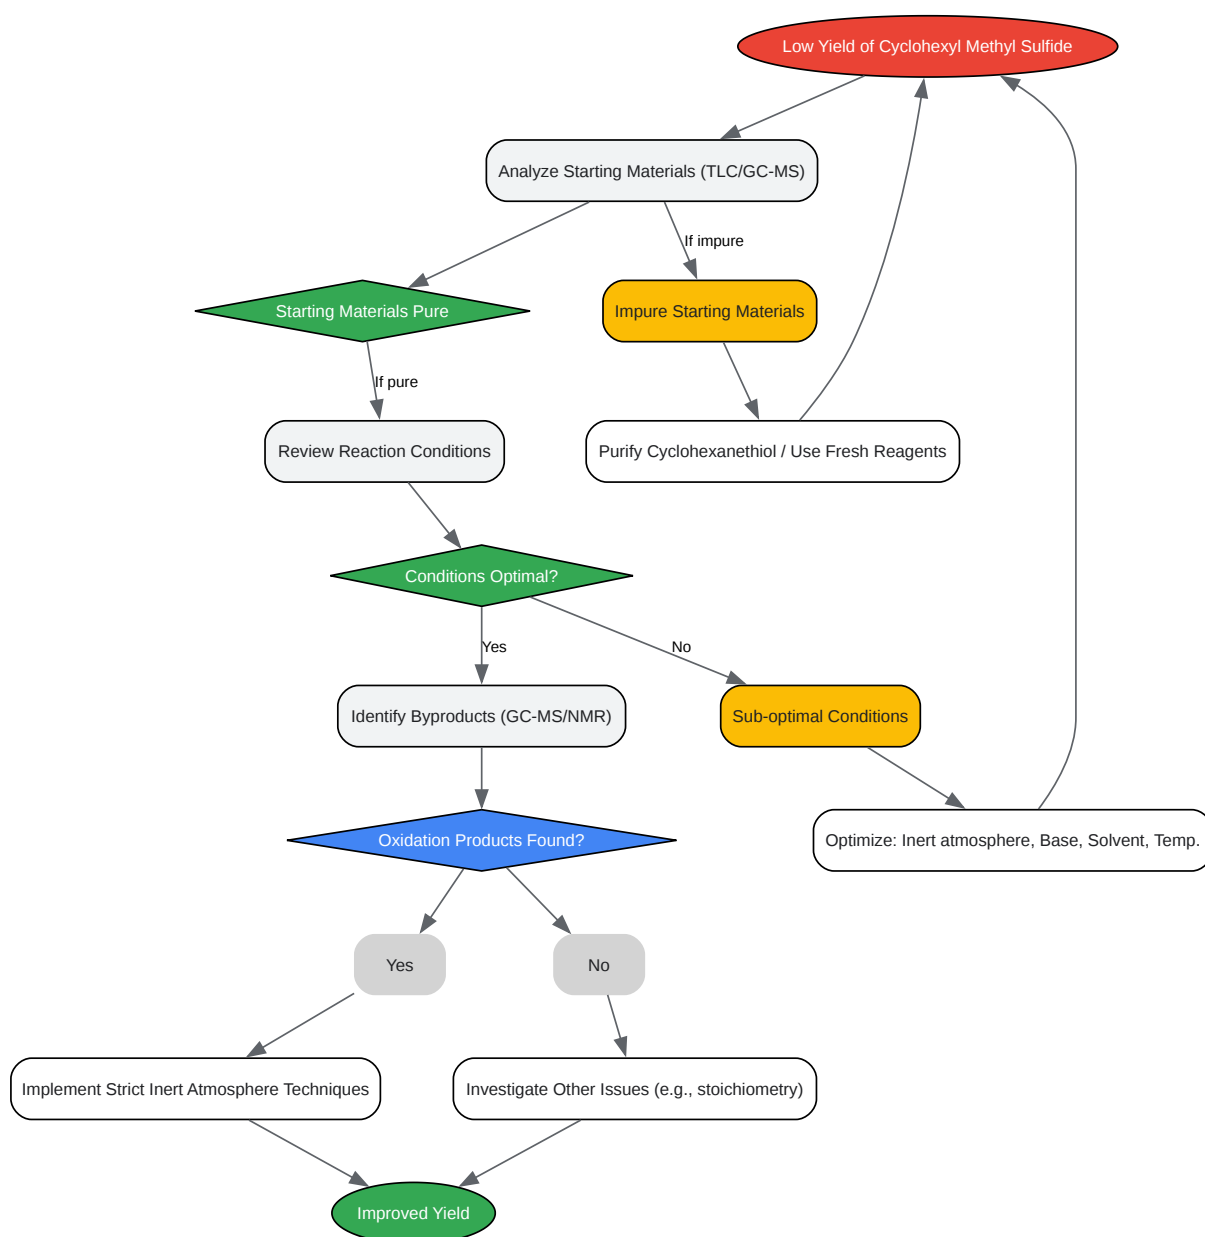 Low Yield of Cyclohexyl Methyl Sulfide
Analyze Starting Materials (TLC/GC-MS)
If impure
Starting Materials Pure
Impure Starting Materials
If pure
Review Reaction Conditions
Purify Cyclohexanethiol / Use Fresh Reagents
Conditions Optimal?
Yes
No
Identify Byproducts (GC-MS/NMR)
Sub-optimal Conditions
Oxidation Products Found?
Optimize: Inert atmosphere, Base, Solvent, Temp.
Yes
No
Implement Strict Inert Atmosphere Techniques
Investigate Other Issues (e.g., stoichiometry)
Improved Yield